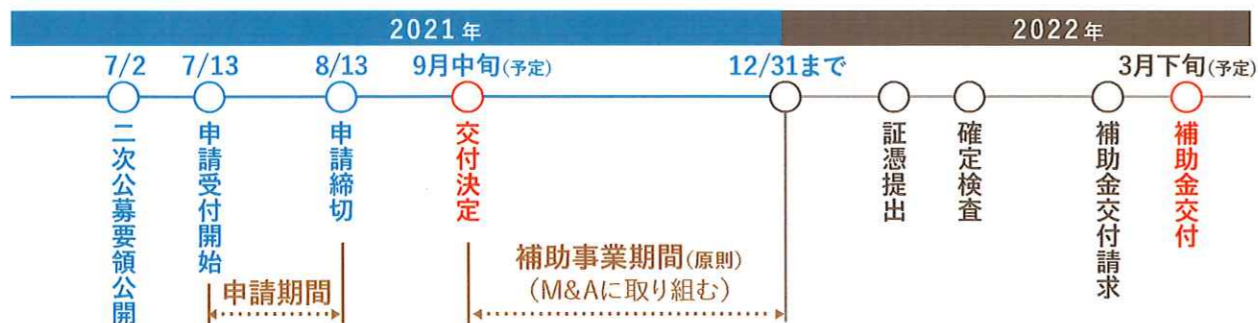 2021年
2022年
7/2
7/13
8/13
9月中旬(予定)
12/31まで
3月下旬(予定)
二次公募要領公開
申請受付開始
申請締切
交付決定
証憑提出
確定検査
補助金交付請求
補助金交付
申請期間
補助事業期間(原則)
(M&Aに取り組む)